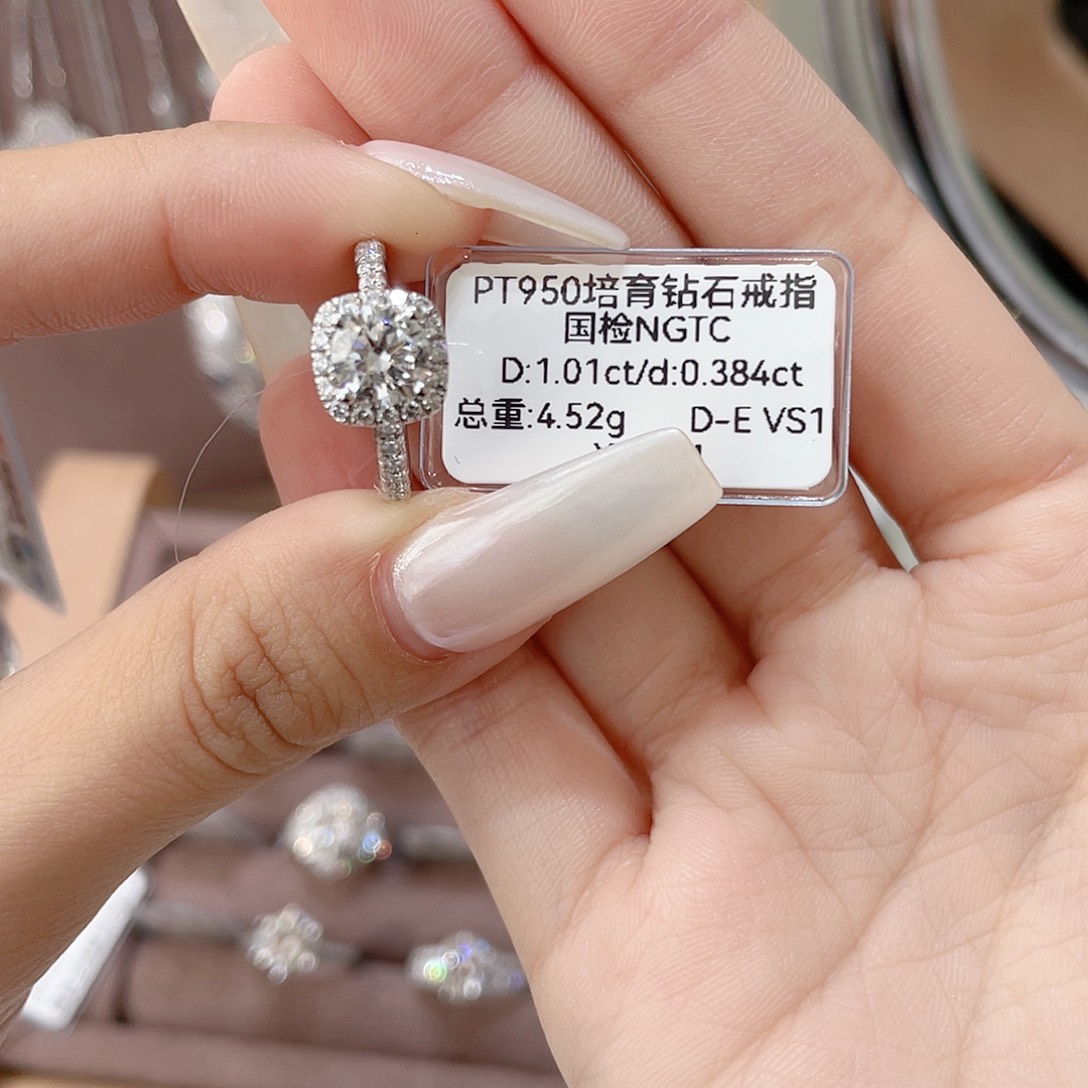 PT950培育钻石戒指
国检NGTC
D:1.01ct/d:0.384ct
总重:4.52g D-E VS1